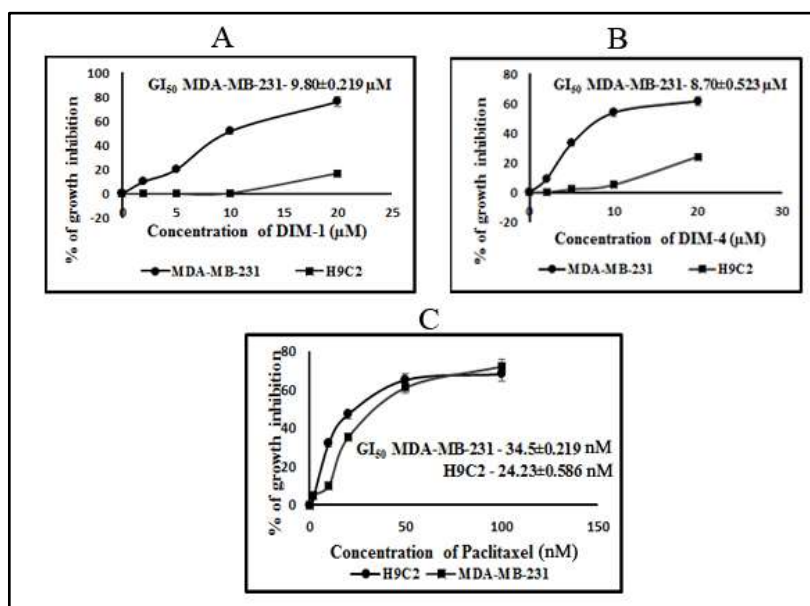 A
GI₅₀ MDA-MB-231- 9.80±0.219 µM
% of growth inhibition
100
80
60
40
20
0
-20
0 5 10 15 20 25
Concentration of DIM-1 (µM)
MDA-MB-231 H9C2
B
GI₅₀ MDA-MB-231- 8.70±0.523 µM
% of growth inhibition
80
60
40
20
0
-20
0 10 20 30
Concentration of DIM-4 (µM)
MDA-MB-231 H9C2
C
% of growth inhibition
80
60
40
20
0
GI₅₀ MDA-MB-231 - 34.5±0.219 nM
H9C2 - 24.23±0.586 nM
0 50 100 150
Concentration of Paclitaxel (nM)
H9C2 MDA-MB-231